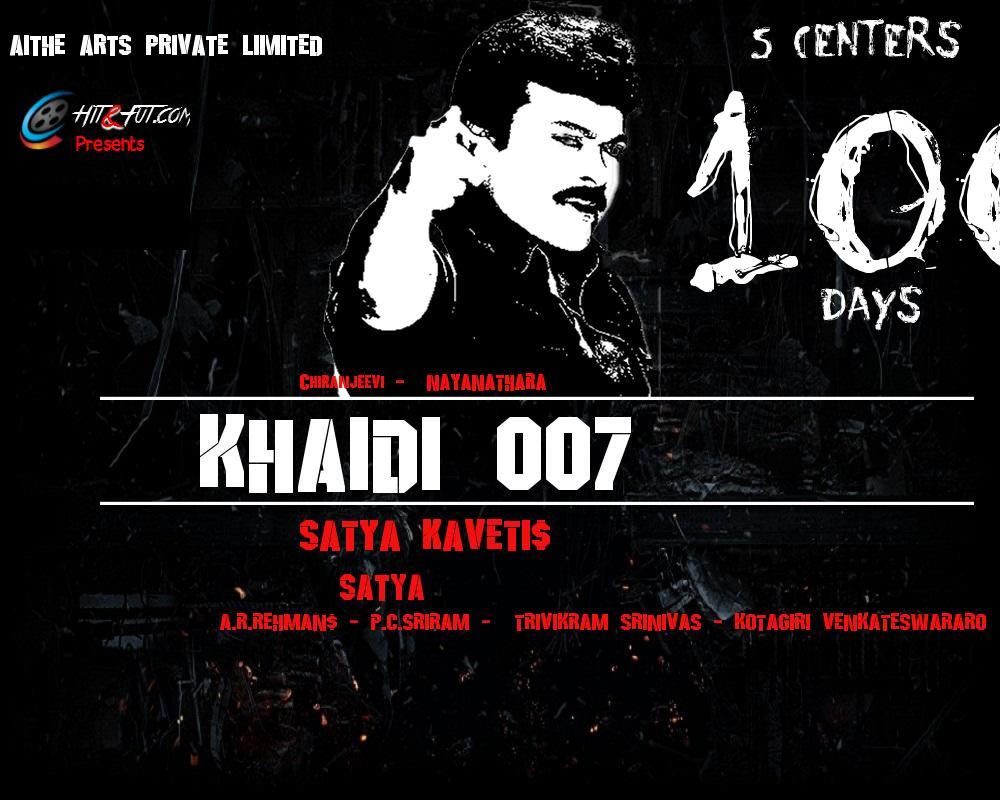 AITHE ARTS PRIVATE LIIMITED
5 CENTERS
HIT&FUT.COM
Presents
100
DAYS
CHIRANJEEVI - NAYANATHARA
KHAIDI 007
SATYA KAVETI$
SATYA
A.R.REHMAN$ - P.C.SRIRAM - TRIVIKRAM SRINIVAS - KOTAGIRI VENKATESWARARO